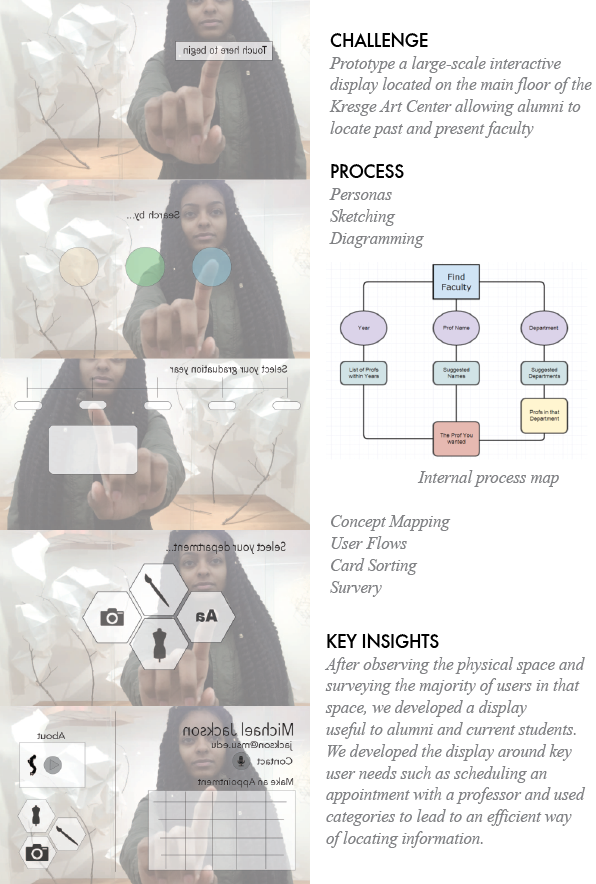 Touch here to begin
Search by...
Select your graduation year
Select your department...
Aa
Michael Jackson
jackson@msu.edu
Contact
Make an Appointment
About
CHALLENGE
Prototype a large-scale interactive
display located on the main floor of the
Kresge Art Center allowing alumni to
locate past and present faculty
PROCESS
Personas
Sketching
Diagramming
Find
Faculty
Year
Prof Name
Department
List of Profs
within Years
Suggested
Names
Suggested
Departments
Profs in that
Department
The Prof You
wanted
Internal process map
Concept Mapping
User Flows
Card Sorting
Survery
KEY INSIGHTS
After observing the physical space and
surveying the majority of users in that
space, we developed a display
useful to alumni and current students.
We developed the display around key
user needs such as scheduling an
appointment with a professor and used
categories to lead to an efficient way
of locating information.